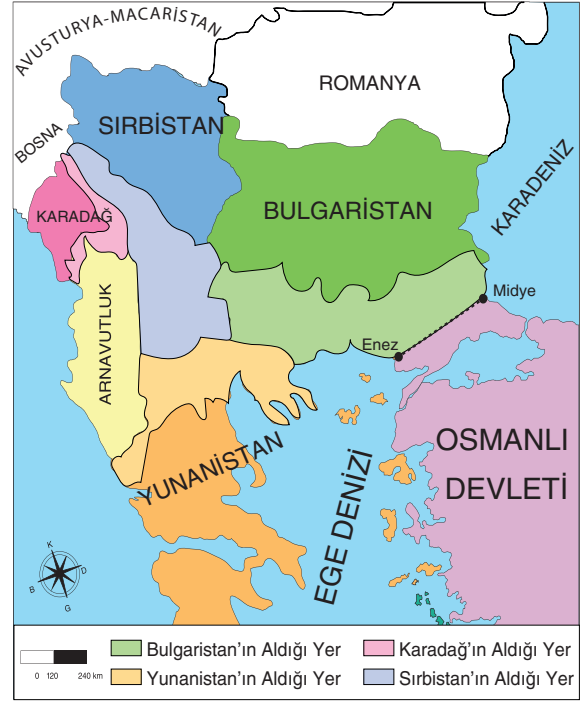 AVUSTURYA-MACARİSTAN
ROMANYA
SIRBİSTAN
BOSNA
KARADENİZ
KARADAĞ
BULGARİSTAN
Midye
Enez
ARNAVUTLUK
OSMANLI
DEVLETİ
YUNANİSTAN
EGE DENİZİ
K
D
B
G
0 120 240 km
Bulgaristan'ın Aldığı Yer
Karadağ'ın Aldığı Yer
Yunanistan'ın Aldığı Yer
Sırbistan'ın Aldığı Yer